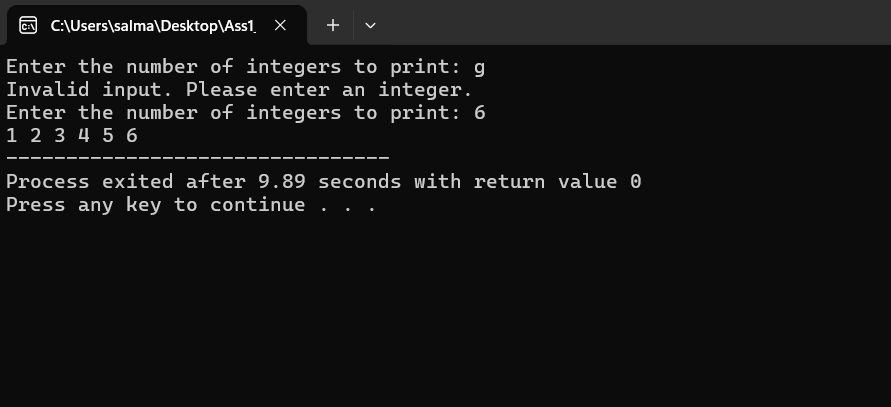 C:\Users\salma\Desktop\Ass1_
Enter the number of integers to print: g
Invalid input. Please enter an integer.
Enter the number of integers to print: 6
1 2 3 4 5 6
--------------------------------
Process exited after 9.89 seconds with return value 0
Press any key to continue . . .